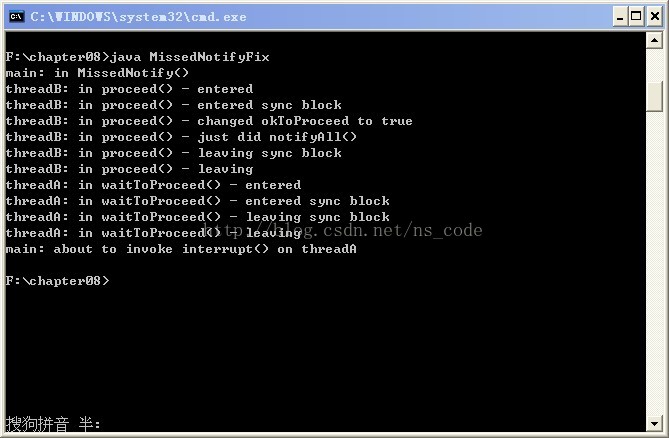 C:\WINDOWS\system32\cmd.exe
F:\chapter08>java MissedNotifyFix
main: in MissedNotify()
threadB: in proceed() - entered
threadB: in proceed() - entered sync block
threadB: in proceed() - changed okToProceed to true
threadB: in proceed() - just did notifyAll()
threadB: in proceed() - leaving sync block
threadB: in proceed() - leaving
threadA: in waitToProceed() - entered
threadA: in waitToProceed() - entered sync block
threadA: in waitToProceed() - leaving sync block
threadA: in waitToProceed() - leaving
http://blog.csdn.net/ns_code
main: about to invoke interrupt() on threadA
F:\chapter08>
搜狗拼音 半: